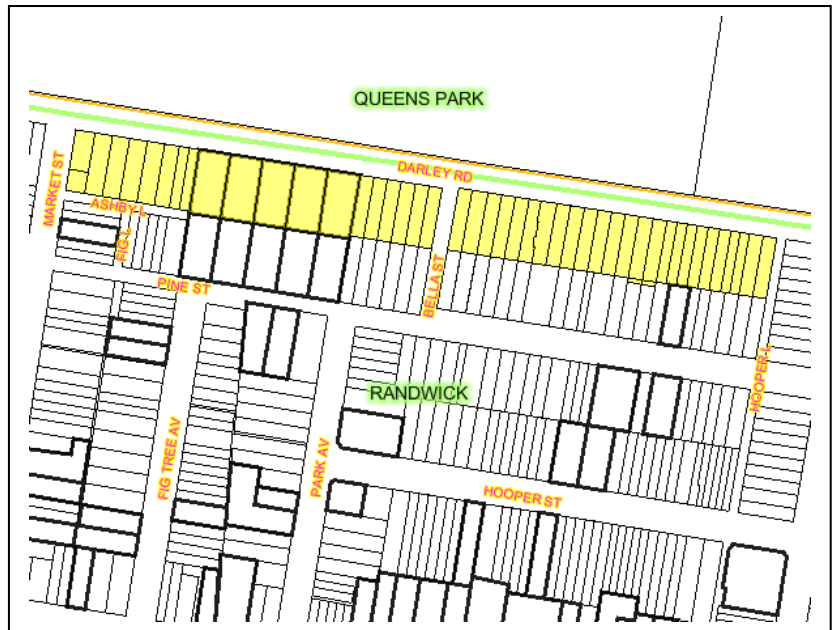 QUEENS PARK
DARLEY RD
MARKET ST
ASHBY L
FIG L
PINE ST
BELLA ST
HOOPER L
RANDWICK
FIG TREE AV
PARK AV
HOOPER ST